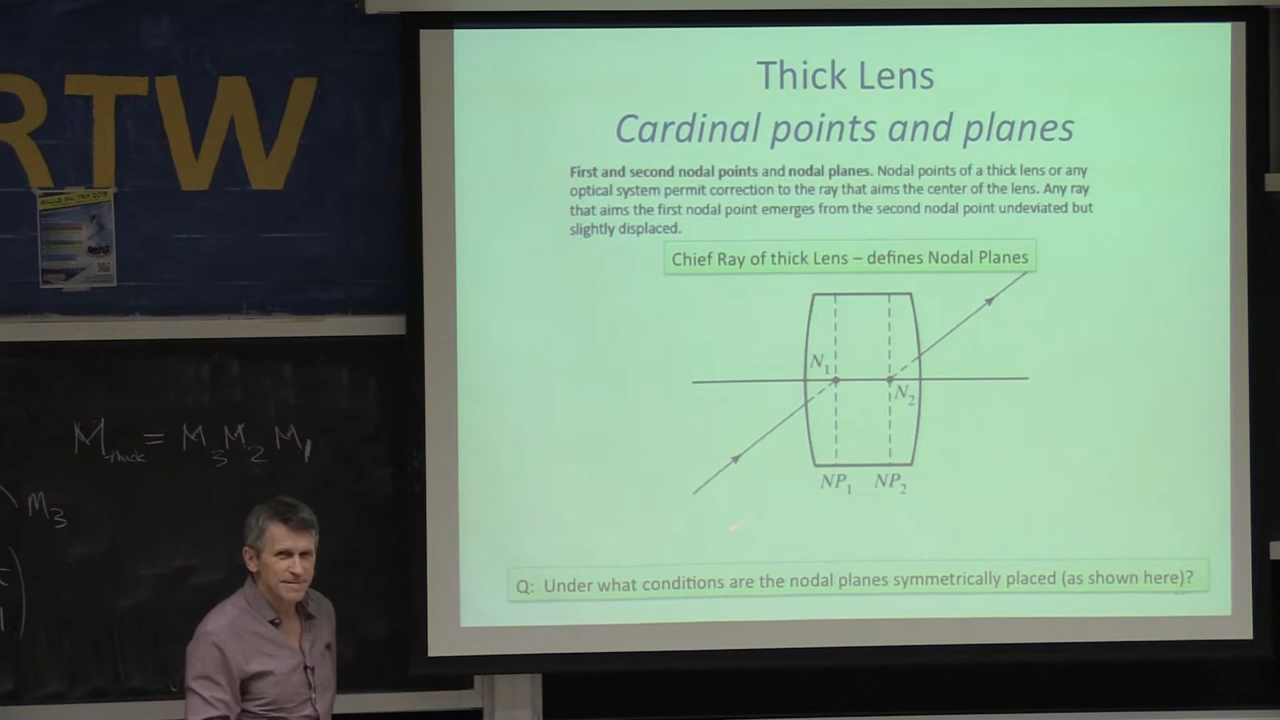 RTW
Thick Lens
Cardinal points and planes
First and second nodal points and nodal planes. Nodal points of a thick lens or any
optical system permit correction to the ray that aims the center of the lens. Any ray
that aims the first nodal point emerges from the second nodal point undeviated but
slightly displaced.
Chief Ray of thick Lens – defines Nodal Planes
N₁
N₂
NP₁ NP₂
Q: Under what conditions are the nodal planes symmetrically placed (as shown here)?
M thick = M₃ M₂ M₁
M₃